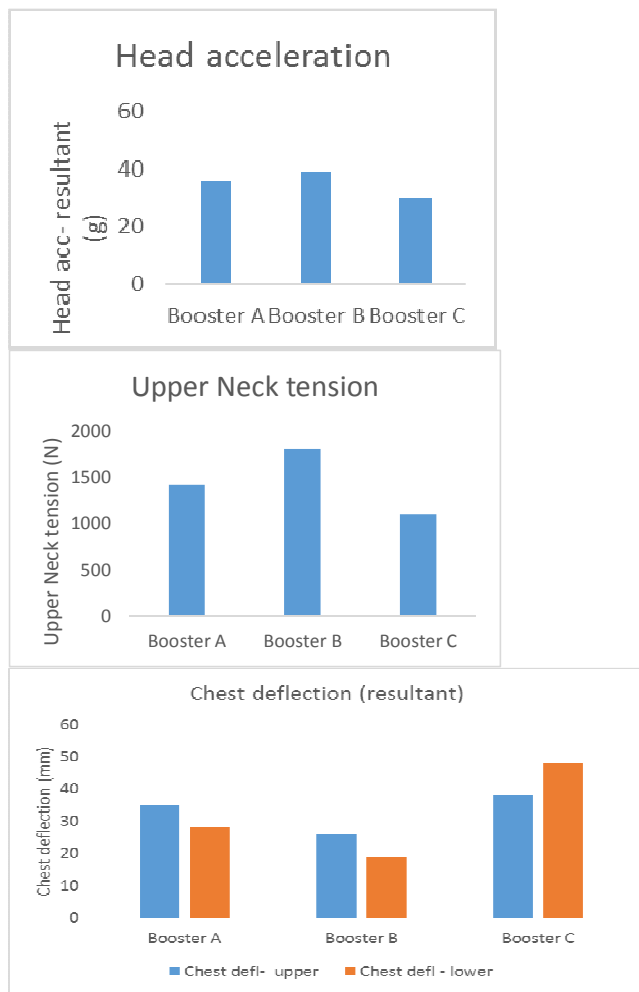 Head acceleration
Head acc- resultant
(g)
60
40
20
0
Booster A Booster B Booster C
Upper Neck tension
Upper Neck tension (N)
2000
1500
1000
500
0
Booster A Booster B Booster C
Chest deflection (resultant)
Chest deflection (mm)
60
50
40
30
20
10
0
Booster A Booster B Booster C
Chest defl- upper Chest defl - lower